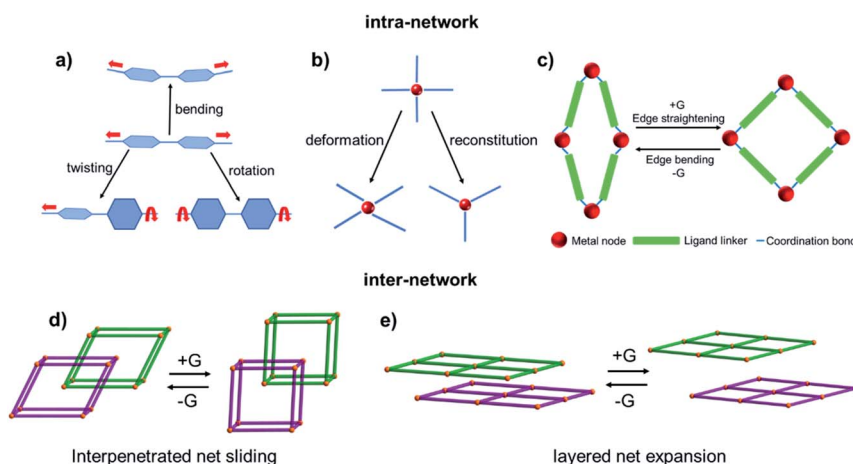 intra-network
a)
bending
twisting
rotation
b)
deformation
reconstitution
c)
+G
Edge straightening
Edge bending
-G
Metal node
Ligand linker
Coordination bond
inter-network
d)
+G
-G
Interpenetrated net sliding
e)
+G
-G
layered net expansion